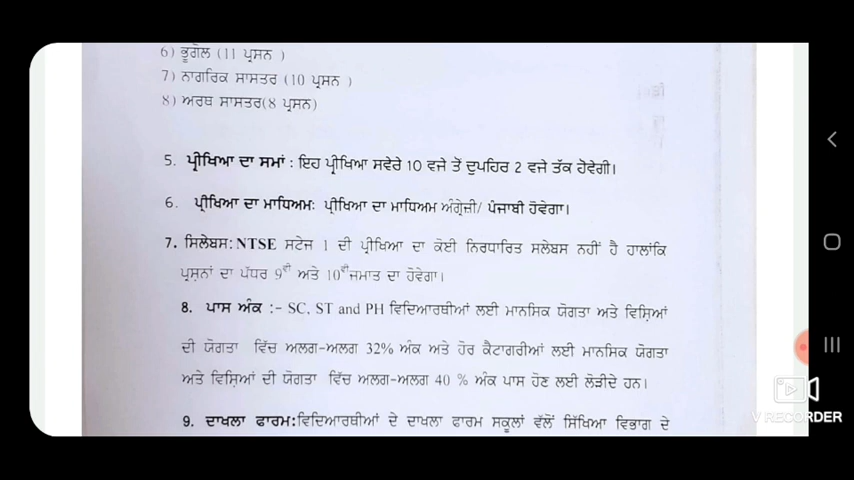 6) ਭੂਗੋਲ (11 ਪ੍ਰਸਨ )
7) ਨਾਗਰਿਕ ਸਾਸਤਰ (10 ਪ੍ਰਸਨ )
8) ਅਰਥ ਸਾਸਤਰ(8 ਪ੍ਰਸਨ)
5. ਪ੍ਰੀਖਿਆ ਦਾ ਸਮਾਂ : ਇਹ ਪ੍ਰੀਖਿਆ ਸਵੇਰੇ 10 ਵਜੇ ਤੋਂ ਦੁਪਹਿਰ 2 ਵਜੇ ਤੱਕ ਹੋਵੇਗੀ।
6. ਪ੍ਰੀਖਿਆ ਦਾ ਮਾਧਿਅਮ: ਪ੍ਰੀਖਿਆ ਦਾ ਮਾਧਿਅਮ ਅੰਗ੍ਰੇਜ਼ੀ/ ਪੰਜਾਬੀ ਹੋਵੇਗਾ।
7. ਸਿਲੇਬਸ: NTSE ਸਟੇਜ 1 ਦੀ ਪ੍ਰੀਖਿਆ ਦਾ ਕੋਈ ਨਿਰਧਾਰਿਤ ਸਲੇਬਸ ਨਹੀਂ ਹੈ ਹਾਲਾਂਕਿ
ਪ੍ਰਸ਼ਨਾਂ ਦਾ ਪੱਧਰ 9ਵੀਂ ਅਤੇ 10ਵੀਂ ਜਮਾਤ ਦਾ ਹੋਵੇਗਾ।
8. ਪਾਸ ਅੰਕ :- SC, ST and PH ਵਿਦਿਆਰਥੀਆਂ ਲਈ ਮਾਨਸਿਕ ਯੋਗਤਾ ਅਤੇ ਵਿਸ਼ਿਆਂ
ਦੀ ਯੋਗਤਾ ਵਿੱਚ ਅਲਗ-ਅਲਗ 32% ਅੰਕ ਅਤੇ ਹੋਰ ਕੈਟਾਗਰੀਆਂ ਲਈ ਮਾਨਸਿਕ ਯੋਗਤਾ
ਅਤੇ ਵਿਸ਼ਿਆਂ ਦੀ ਯੋਗਤਾ ਵਿੱਚ ਅਲਗ-ਅਲਗ 40 % ਅੰਕ ਪਾਸ ਹੋਣ ਲਈ ਲੋੜੀਦੇ ਹਨ।
9. ਦਾਖਲਾ ਫਾਰਮ:ਵਿਦਿਆਰਥੀਆਂ ਦੇ ਦਾਖਲਾ ਫਾਰਮ ਸਕੂਲਾਂ ਵੱਲੋਂ ਸਿੱਖਿਆ ਵਿਭਾਗ ਦੇ
V RECORDER